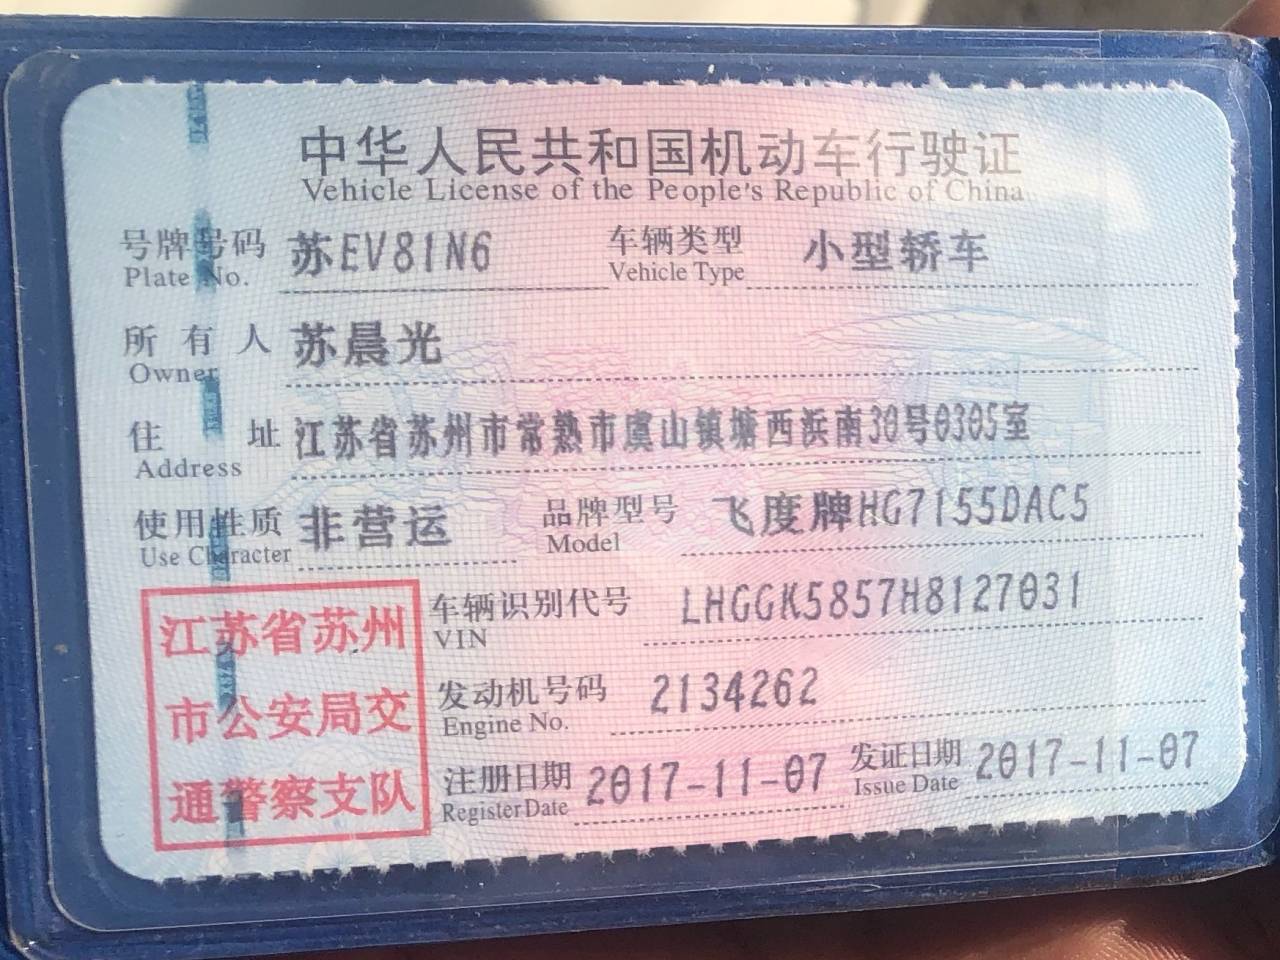 中华人民共和国机动车行驶证
Vehicle License of the People's Republic of China
号牌号码 苏EV81N6 车辆类型 小型轿车
Plate No. Vehicle Type
所有人 苏晨光
Owner
住址 江苏省苏州市常熟市虞山镇塘西浜南30号0305室
Address
使用性质 非营运 品牌型号 飞度牌HG7155DAC5
Use Character Model
江苏省苏州
市公安局交
通警察支队
车辆识别代号 LHGGK5857H8127031
VIN
发动机号码 2134262
Engine No.
注册日期 2017-11-07 发证日期 2017-11-07
Register Date Issue Date